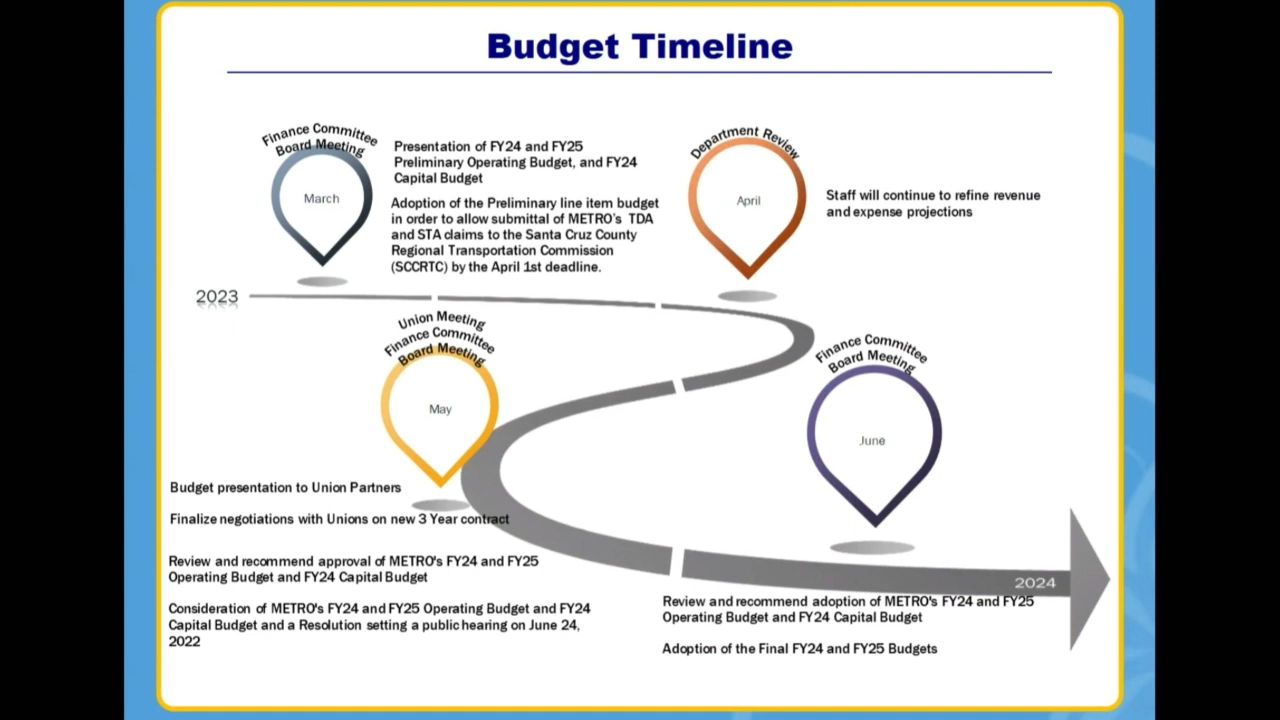 Budget Timeline
Finance Committee
Board Meeting
March
Presentation of FY24 and FY25
Preliminary Operating Budget, and FY24
Capital Budget
Adoption of the Preliminary line item budget
in order to allow submittal of METRO's TDA
and STA claims to the Santa Cruz County
Regional Transportation Commission
(SCCRTC) by the April 1st deadline.
Department Review
April
Staff will continue to refine revenue
and expense projections
2023
Union Meeting
Finance Committee
Board Meeting
May
Budget presentation to Union Partners
Finalize negotiations with Unions on new 3 Year contract
Review and recommend approval of METRO's FY24 and FY25
Operating Budget and FY24 Capital Budget
Consideration of METRO's FY24 and FY25 Operating Budget and FY24
Capital Budget and a Resolution setting a public hearing on June 24,
2022
Finance Committee
Board Meeting
June
2024
Review and recommend adoption of METRO's FY24 and FY25
Operating Budget and FY24 Capital Budget
Adoption of the Final FY24 and FY25 Budgets